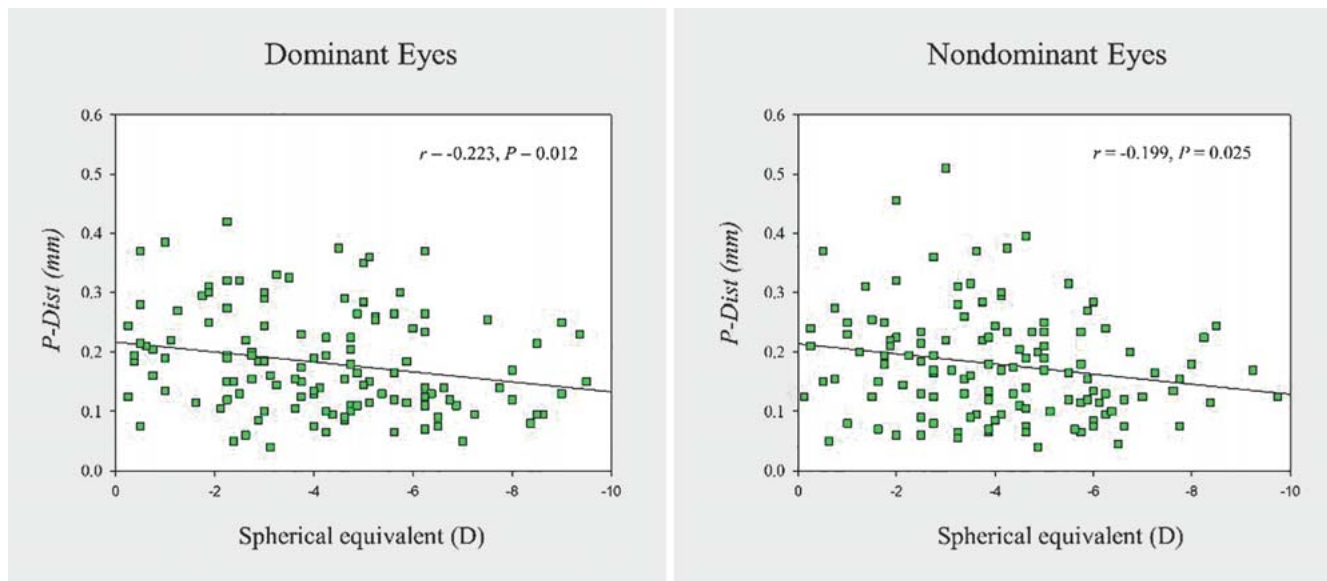 Dominant Eyes
0.6
0.5
0.4
0.3
0.2
0.1
0.0
P-Dist (mm)
r – -0.223, P – 0.012
0 -2 -4 -6 -8 -10
Spherical equivalent (D)
Nondominant Eyes
0.6
0.5
0.4
0.3
0.2
0.1
0.0
P-Dist (mm)
r = -0.199, P = 0.025
0 -2 -4 -6 -8 -10
Spherical equivalent (D)